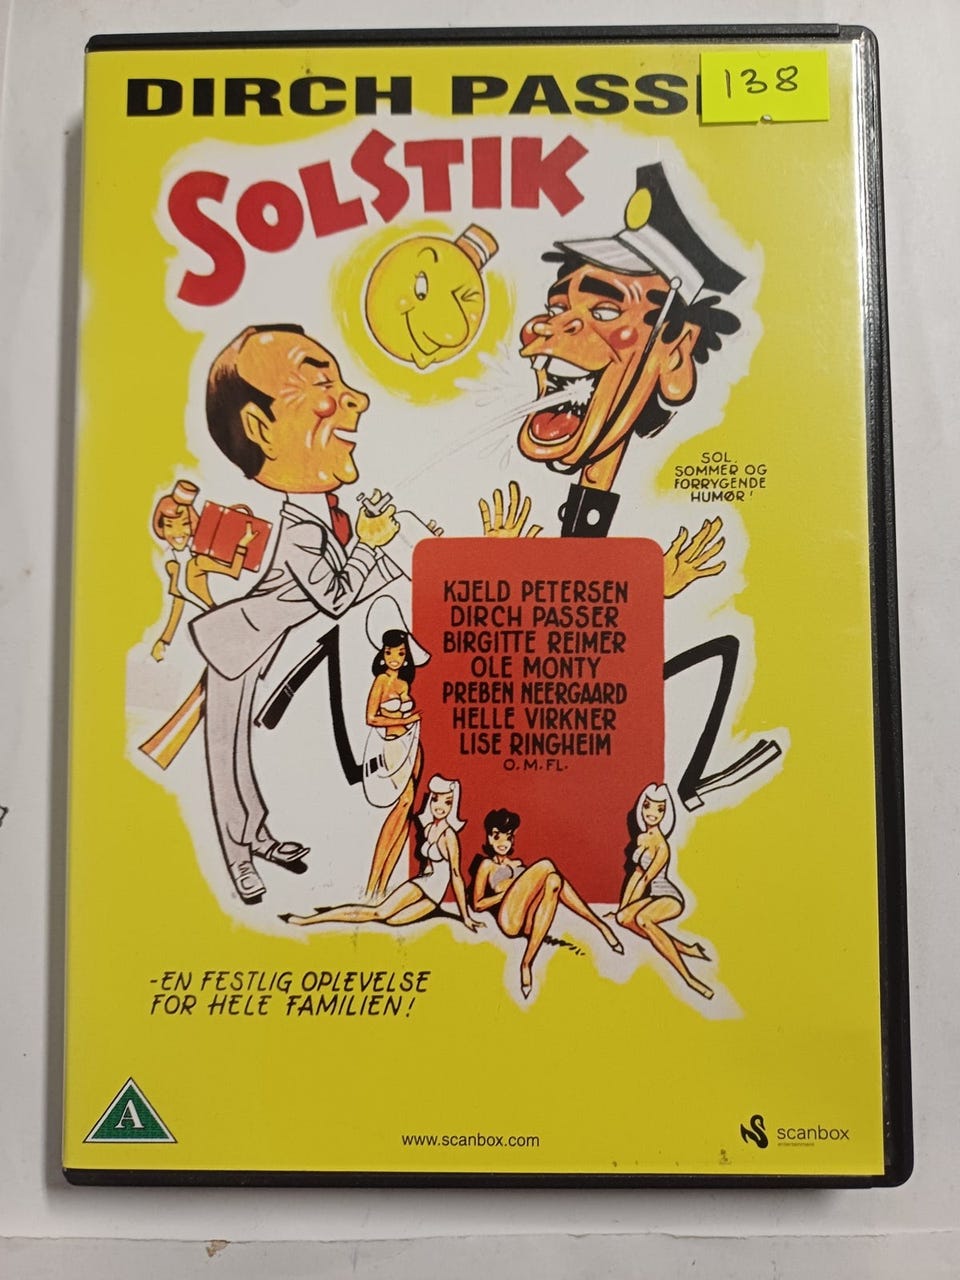 DIRCH PASS
138
SOLSTIK
SOL,
SOMMER OG
FORRYGENDE
HUMØR!
KJELD PETERSEN
DIRCH PASSER
BIRGITTE REIMER
OLE MONTY
PREBEN NEERGAARD
HELLE VIRKNER
LISE RINGHEIM
O.M.FL.
-EN FESTLIG OPLEVELSE
FOR HELE FAMILIEN!
A
www.scanbox.com
scanbox
entertainment